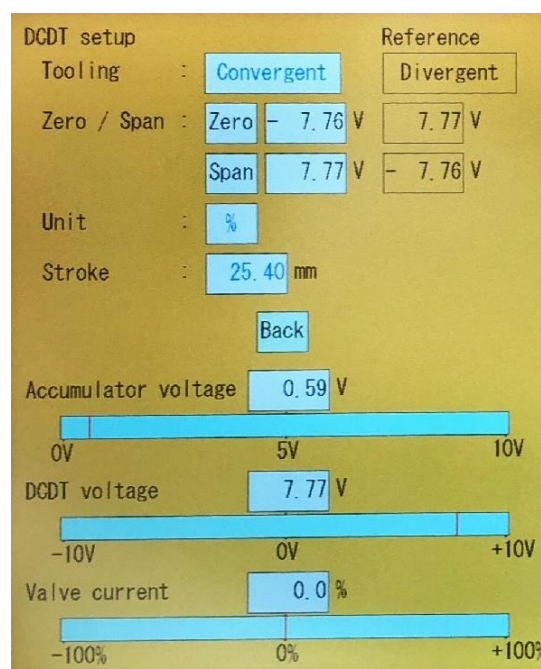 DCDT setup Reference
Tooling : Convergent Divergent
Zero / Span : Zero - 7.76 V 7.77 V
Span 7.77 V - 7.76 V
Unit : %
Stroke : 25.40 mm
Back
Accumulator voltage 0.59 V
0V 5V 10V
DCDT voltage 7.77 V
-10V 0V +10V
Valve current 0.0 %
-100% 0% +100%